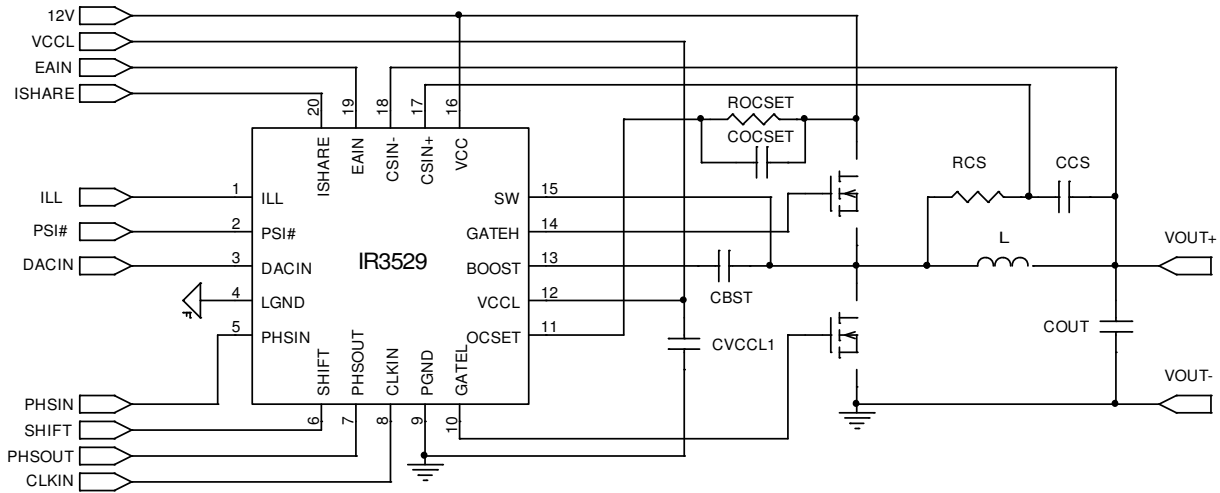 12V
VCCL
EAIN
ISHARE
20
19
18
17
16
ISHARE
EAIN
CSIN-
CSIN+
VCC
ROCSET
COCSET
RCS
CCS
ILL
1
ILL
SW
15
PSI#
2
PSI#
GATEH
14
L
VOUT+
DACIN
3
DACIN
IR3529
BOOST
13
CBST
4
LGND
VCCL
12
5
PHSIN
OCSET
11
CVCCL1
COUT
SHIFT
PHSOUT
CLKIN
PGND
GATEL
VOUT-
PHSIN
6
7
8
9
10
SHIFT
PHSOUT
CLKIN